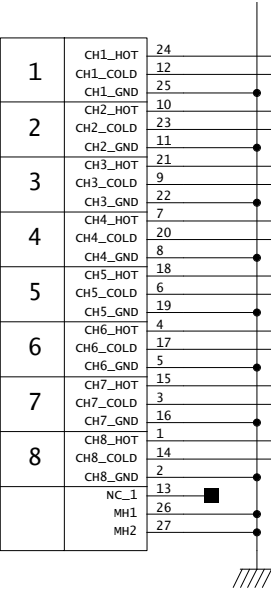 1
CH1_HOT 24
CH1_COLD 12
CH1_GND 25
2
CH2_HOT 10
CH2_COLD 23
CH2_GND 11
3
CH3_HOT 21
CH3_COLD 9
CH3_GND 22
4
CH4_HOT 7
CH4_COLD 20
CH4_GND 8
5
CH5_HOT 18
CH5_COLD 6
CH5_GND 19
6
CH6_HOT 4
CH6_COLD 17
CH6_GND 5
7
CH7_HOT 15
CH7_COLD 3
CH7_GND 16
8
CH8_HOT 1
CH8_COLD 14
CH8_GND 2
NC_1 13
MH1 26
MH2 27